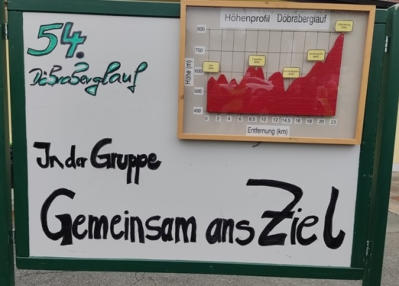 54.
Döbraberglauf
Höhenprofil Döbraberglauf
Höhe (m)
Entfernung (km)
In der Gruppe
Gemeinsam ans Ziel